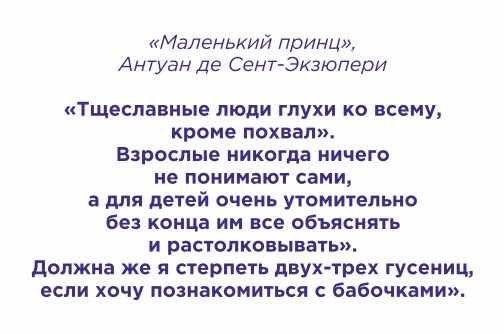 «Маленький принц»,
Антуан де Сент-Экзюпери
«Тщеславные люди глухи ко всему,
кроме похвал».
Взрослые никогда ничего
не понимают сами,
а для детей очень утомительно
без конца им все объяснять
и растолковывать».
Должна же я стерпеть двух-трех гусениц,
если хочу познакомиться с бабочками».